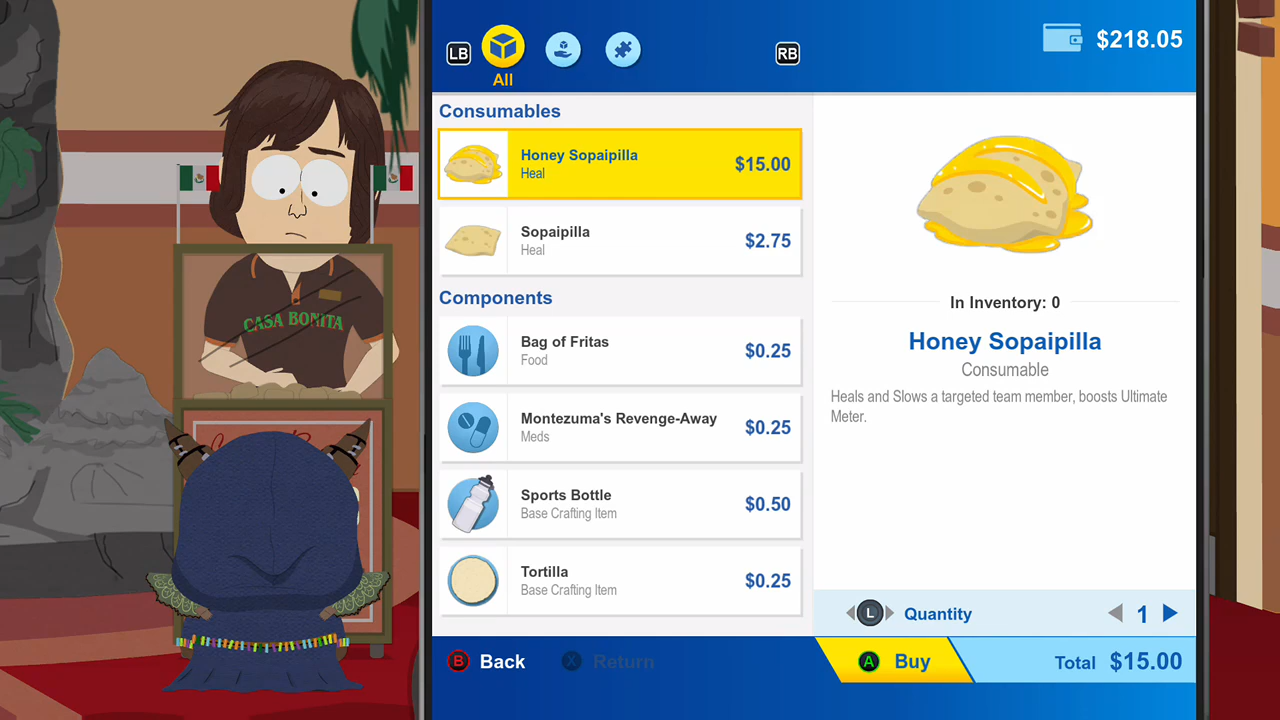 LB
RB
All
$218.05
Consumables
Honey Sopaipilla
Heal
$15.00
Sopaipilla
Heal
$2.75
Components
Bag of Fritas
Food
$0.25
Montezuma's Revenge-Away
Meds
$0.25
Sports Bottle
Base Crafting Item
$0.50
Tortilla
Base Crafting Item
$0.25
In Inventory: 0
Honey Sopaipilla
Consumable
Heals and Slows a targeted team member, boosts Ultimate
Meter.
L Quantity 1
B Back
X Return
A Buy
Total $15.00
CASA BONITA